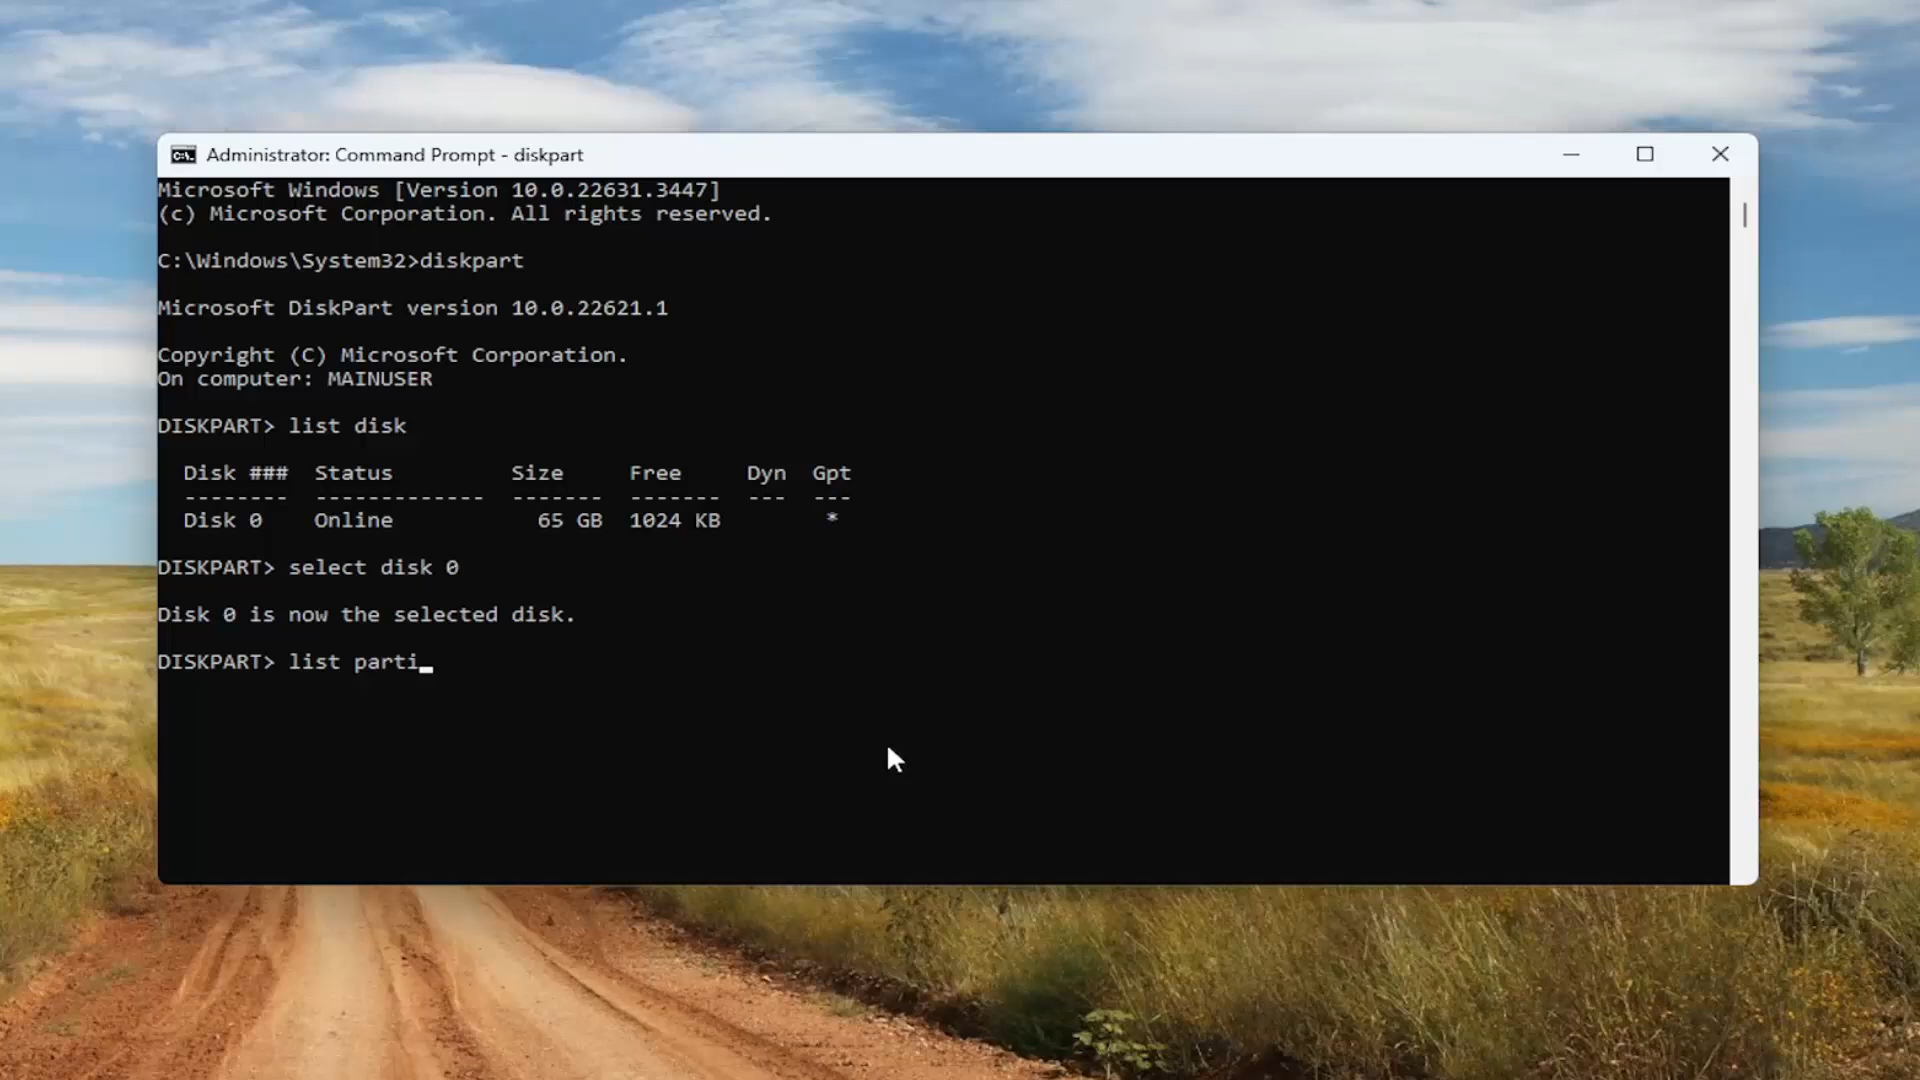 Administrator: Command Prompt - diskpart
Microsoft Windows [Version 10.0.22631.3447]
(c) Microsoft Corporation. All rights reserved.
C:\Windows\System32>diskpart
Microsoft DiskPart version 10.0.22621.1
Copyright (C) Microsoft Corporation.
On computer: MAINUSER
DISKPART> list disk
Disk ### Status Size Free Dyn Gpt
-------- ------------- ------- ------- --- ---
Disk 0 Online 65 GB 1024 KB *
DISKPART> select disk 0
Disk 0 is now the selected disk.
DISKPART> list parti_